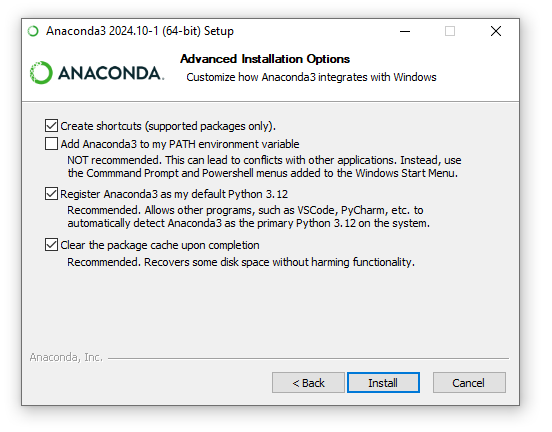 Anaconda3 2024.10-1 (64-bit) Setup
Advanced Installation Options
Customize how Anaconda3 integrates with Windows
ANACONDA.
Create shortcuts (supported packages only).
Add Anaconda3 to my PATH environment variable
NOT recommended. This can lead to conflicts with other applications. Instead, use
the Commmand Prompt and Powershell menus added to the Windows Start Menu.
Register Anaconda3 as my default Python 3.12
Recommended. Allows other programs, such as VSCode, PyCharm, etc. to
automatically detect Anaconda3 as the primary Python 3.12 on the system.
Clear the package cache upon completion
Recommended. Recovers some disk space without harming functionality.
Anaconda, Inc.
< Back
Install
Cancel